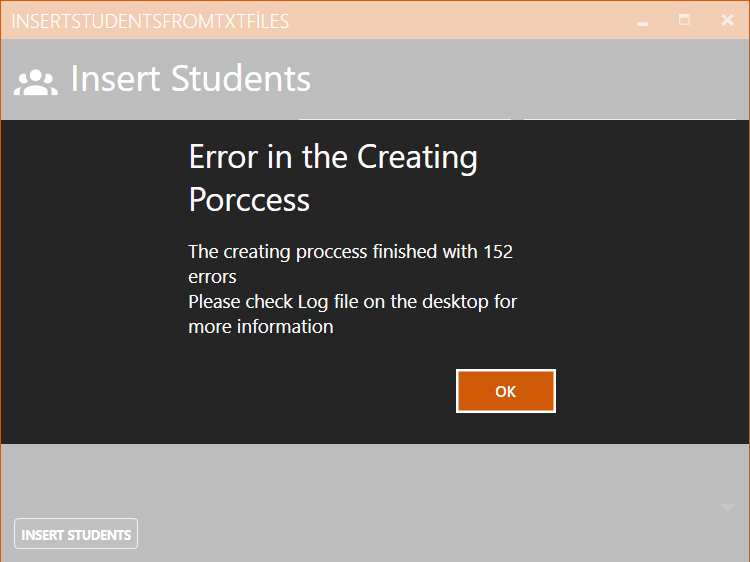 INSERTSTUDENTSFROMTXTFİLES
Insert Students
Error in the Creating
Porccess
The creating proccess finished with 152
errors
Please check Log file on the desktop for
more information
OK
INSERT STUDENTS